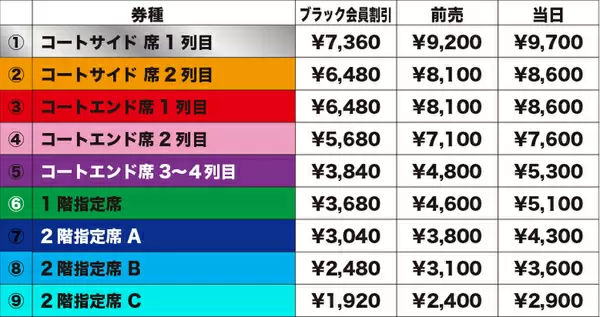 券種 ブラック会員割引 前売 当日
① コートサイド 席1列目 ¥7,360 ¥9,200 ¥9,700
② コートサイド 席2列目 ¥6,480 ¥8,100 ¥8,600
③ コートエンド席1列目 ¥6,480 ¥8,100 ¥8,600
④ コートエンド席2列目 ¥5,680 ¥7,100 ¥7,600
⑤ コートエンド席3〜4列目 ¥3,840 ¥4,800 ¥5,300
⑥ 1階指定席 ¥3,680 ¥4,600 ¥5,100
⑦ 2階指定席 A ¥3,040 ¥3,800 ¥4,300
⑧ 2階指定席 B ¥2,480 ¥3,100 ¥3,600
⑨ 2階指定席 C ¥1,920 ¥2,400 ¥2,900